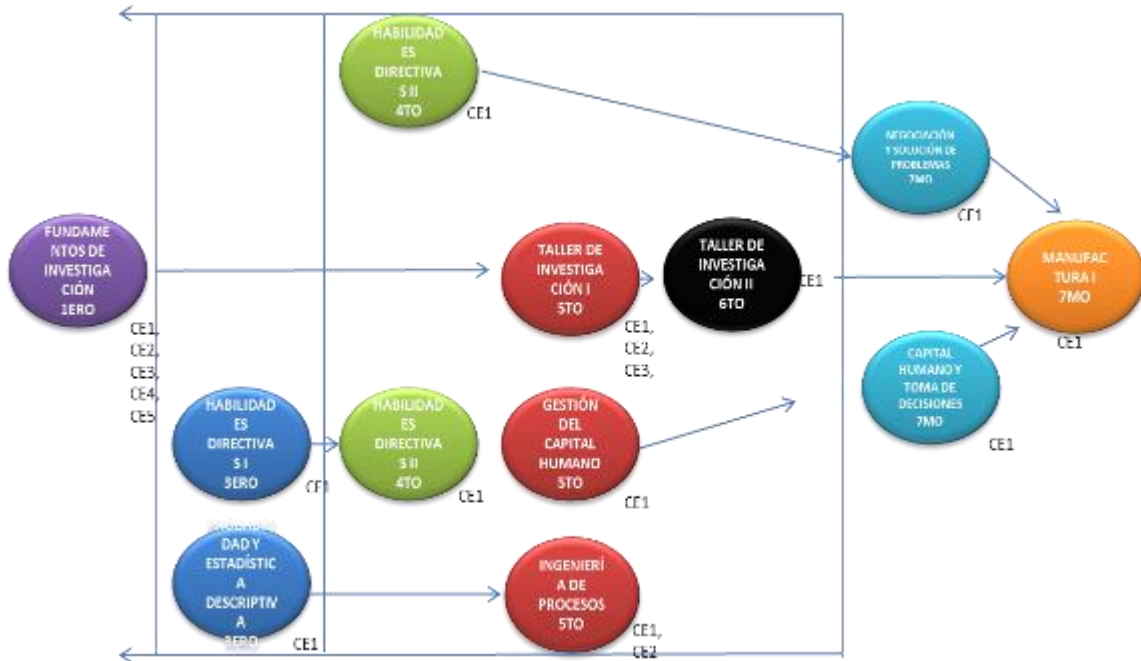 HABILIDAD
ES
DIRECTIVA
S II
4TO
CE1
NEGOCIACIÓN
Y SOLUCIÓN DE
PROBLEMAS
7MO
CE1
FUNDAME
NTOS DE
INVESTIGA
CIÓN
1ERO
CE1,
CE2,
CE3,
CE4,
CE5
TALLER DE
INVESTIGA
CIÓN I
5TO
CE1,
CE2,
CE3,
TALLER DE
INVESTIGA
CIÓN II
6TO
CE1
MANUFAC
TURA I
7MO
CE1
CAPITAL
HUMANO Y
TOMA DE
DECISIONES
7MO
CE1
HABILIDAD
ES
DIRECTIVA
S I
3ERO
CE1
HABILIDAD
ES
DIRECTIVA
S II
4TO
CE1
GESTIÓN
DEL
CAPITAL
HUMANO
5TO
CE1
DAD Y
ESTADÍSTIC
A
DESCRIPTIV
A
3ERO
CE1
INGENIERÍ
A DE
PROCESOS
5TO
CE1,
CE2